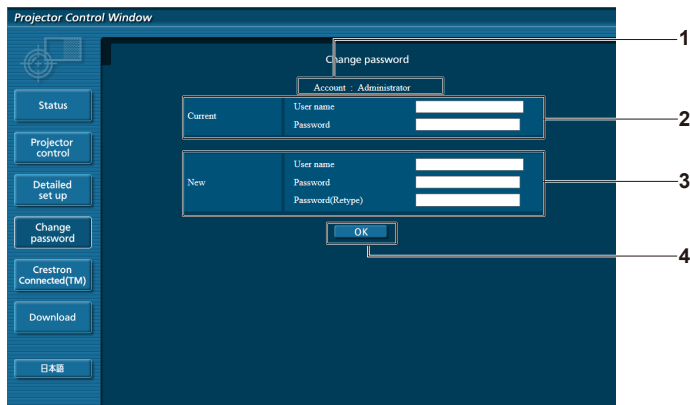 Projector Control Window
Change password
Account : Administrator
Current
User name
Password
New
User name
Password
Password(Retype)
OK
Status
Projector
control
Detailed
set up
Change
password
Crestron
Connected(TM)
Download
日本語
1
2
3
4